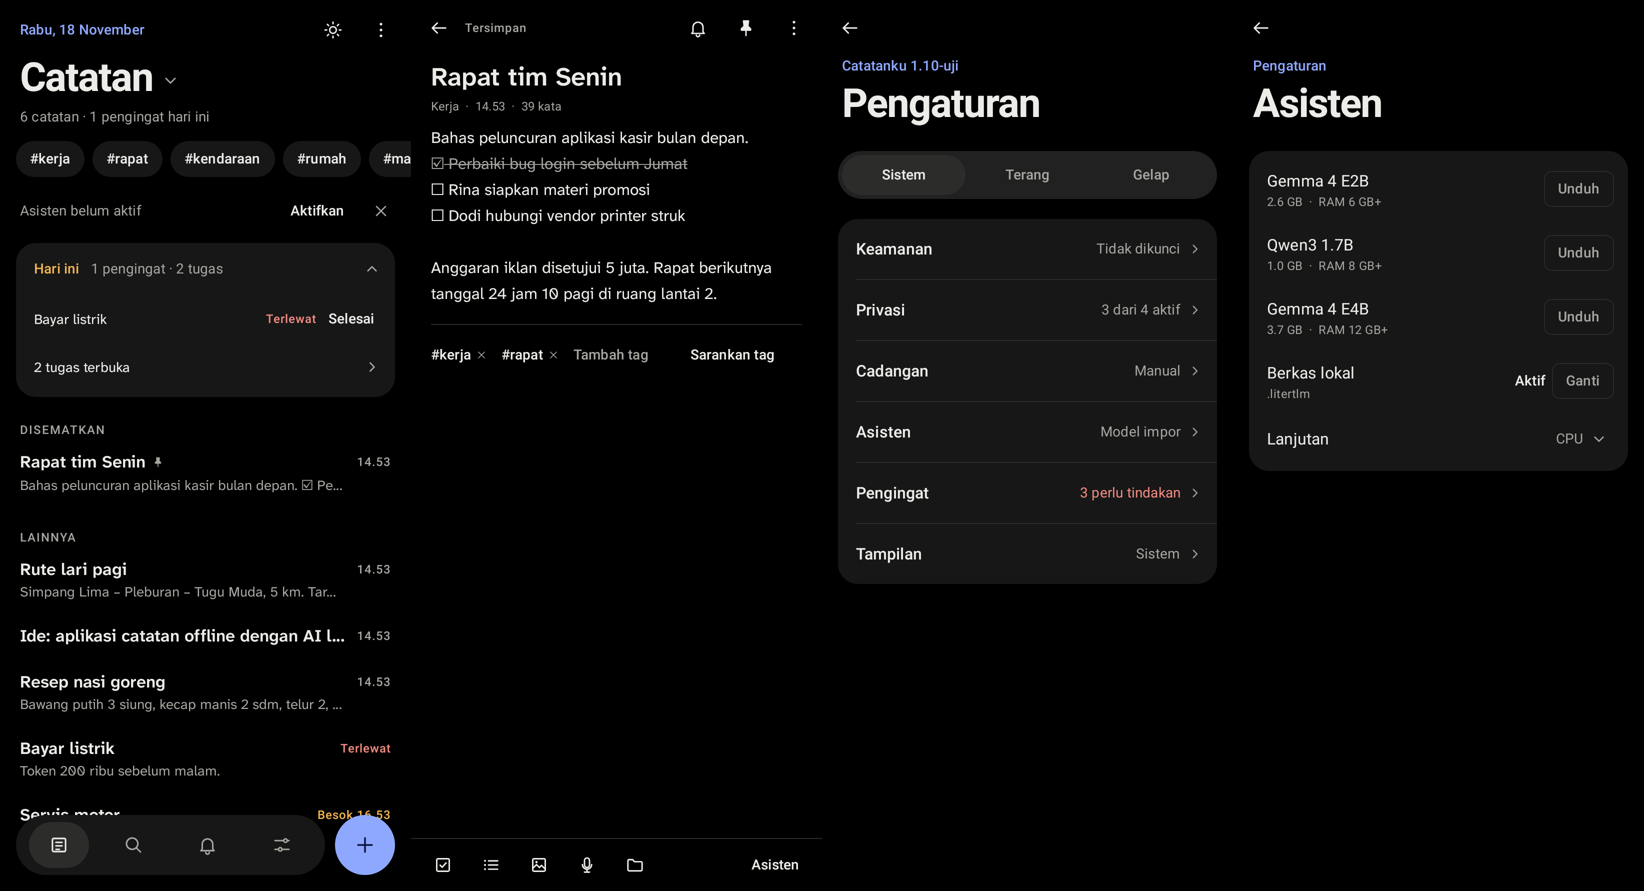 Rabu, 18 November
Catatan
6 catatan · 1 pengingat hari ini
#kerja #rapat #kendaraan #rumah #ma
Asisten belum aktif Aktifkan
Hari ini 1 pengingat · 2 tugas
Bayar listrik Terlewat Selesai
2 tugas terbuka
DISEMATKAN
Rapat tim Senin 14.53
Bahas peluncuran aplikasi kasir bulan depan. ☑ Pe...
LAINNYA
Rute lari pagi 14.53
Simpang Lima – Pleburan – Tugu Muda, 5 km. Tar...
Ide: aplikasi catatan offline dengan AI l... 14.53
Resep nasi goreng 14.53
Bawang putih 3 siung, kecap manis 2 sdm, telur 2, ...
Bayar listrik Terlewat
Token 200 ribu sebelum malam.
Servis motor Besok 16.53
Tersimpan
Rapat tim Senin
Kerja · 14.53 · 39 kata
Bahas peluncuran aplikasi kasir bulan depan.
☑ Perbaiki bug login sebelum Jumat
☐ Rina siapkan materi promosi
☐ Dodi hubungi vendor printer struk
Anggaran iklan disetujui 5 juta. Rapat berikutnya
tanggal 24 jam 10 pagi di ruang lantai 2.
#kerja × #rapat × Tambah tag Sarankan tag
Asisten
Catatanku 1.10-uji
Pengaturan
Sistem Terang Gelap
Keamanan Tidak dikunci
Privasi 3 dari 4 aktif
Cadangan Manual
Asisten Model impor
Pengingat 3 perlu tindakan
Tampilan Sistem
Pengaturan
Asisten
Gemma 4 E2B Unduh
2.6 GB · RAM 6 GB+
Qwen3 1.7B Unduh
1.0 GB · RAM 8 GB+
Gemma 4 E4B Unduh
3.7 GB · RAM 12 GB+
Berkas lokal Aktif Ganti
.litertlm
Lanjutan CPU